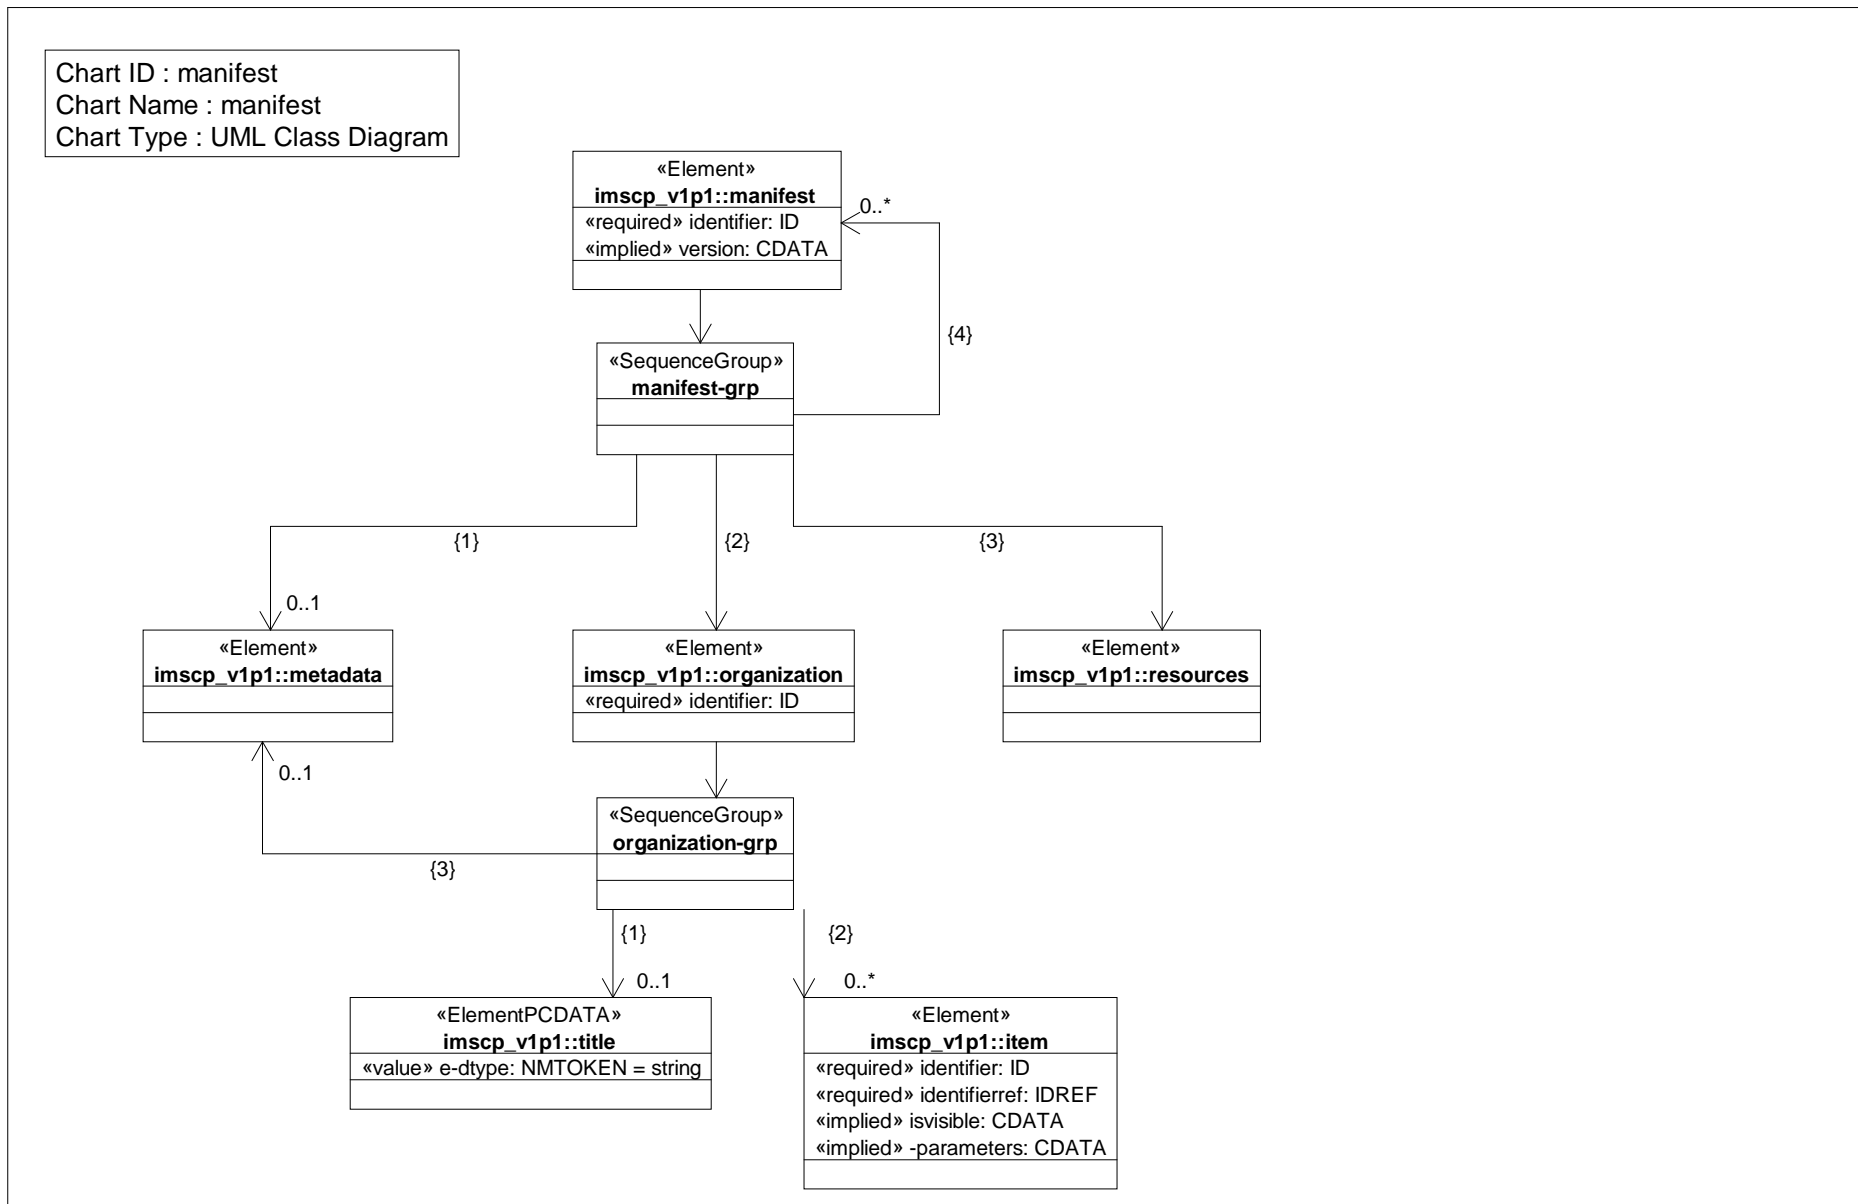 Chart ID : manifest
Chart Name : manifest
Chart Type : UML Class Diagram
«Element»
imscp_v1p1::manifest
«required» identifier: ID
«implied» version: CDATA
0..*
{4}
«SequenceGroup»
manifest-grp
{1}
{2}
{3}
0..1
«Element»
imscp_v1p1::metadata
«Element»
imscp_v1p1::organization
«required» identifier: ID
«Element»
imscp_v1p1::resources
0..1
«SequenceGroup»
organization-grp
{3}
{1}
{2}
0..1
0..*
«ElementPCDATA»
imscp_v1p1::title
«value» e-dtype: NMTOKEN = string
«Element»
imscp_v1p1::item
«required» identifier: ID
«required» identifierref: IDREF
«implied» isvisible: CDATA
«implied» -parameters: CDATA